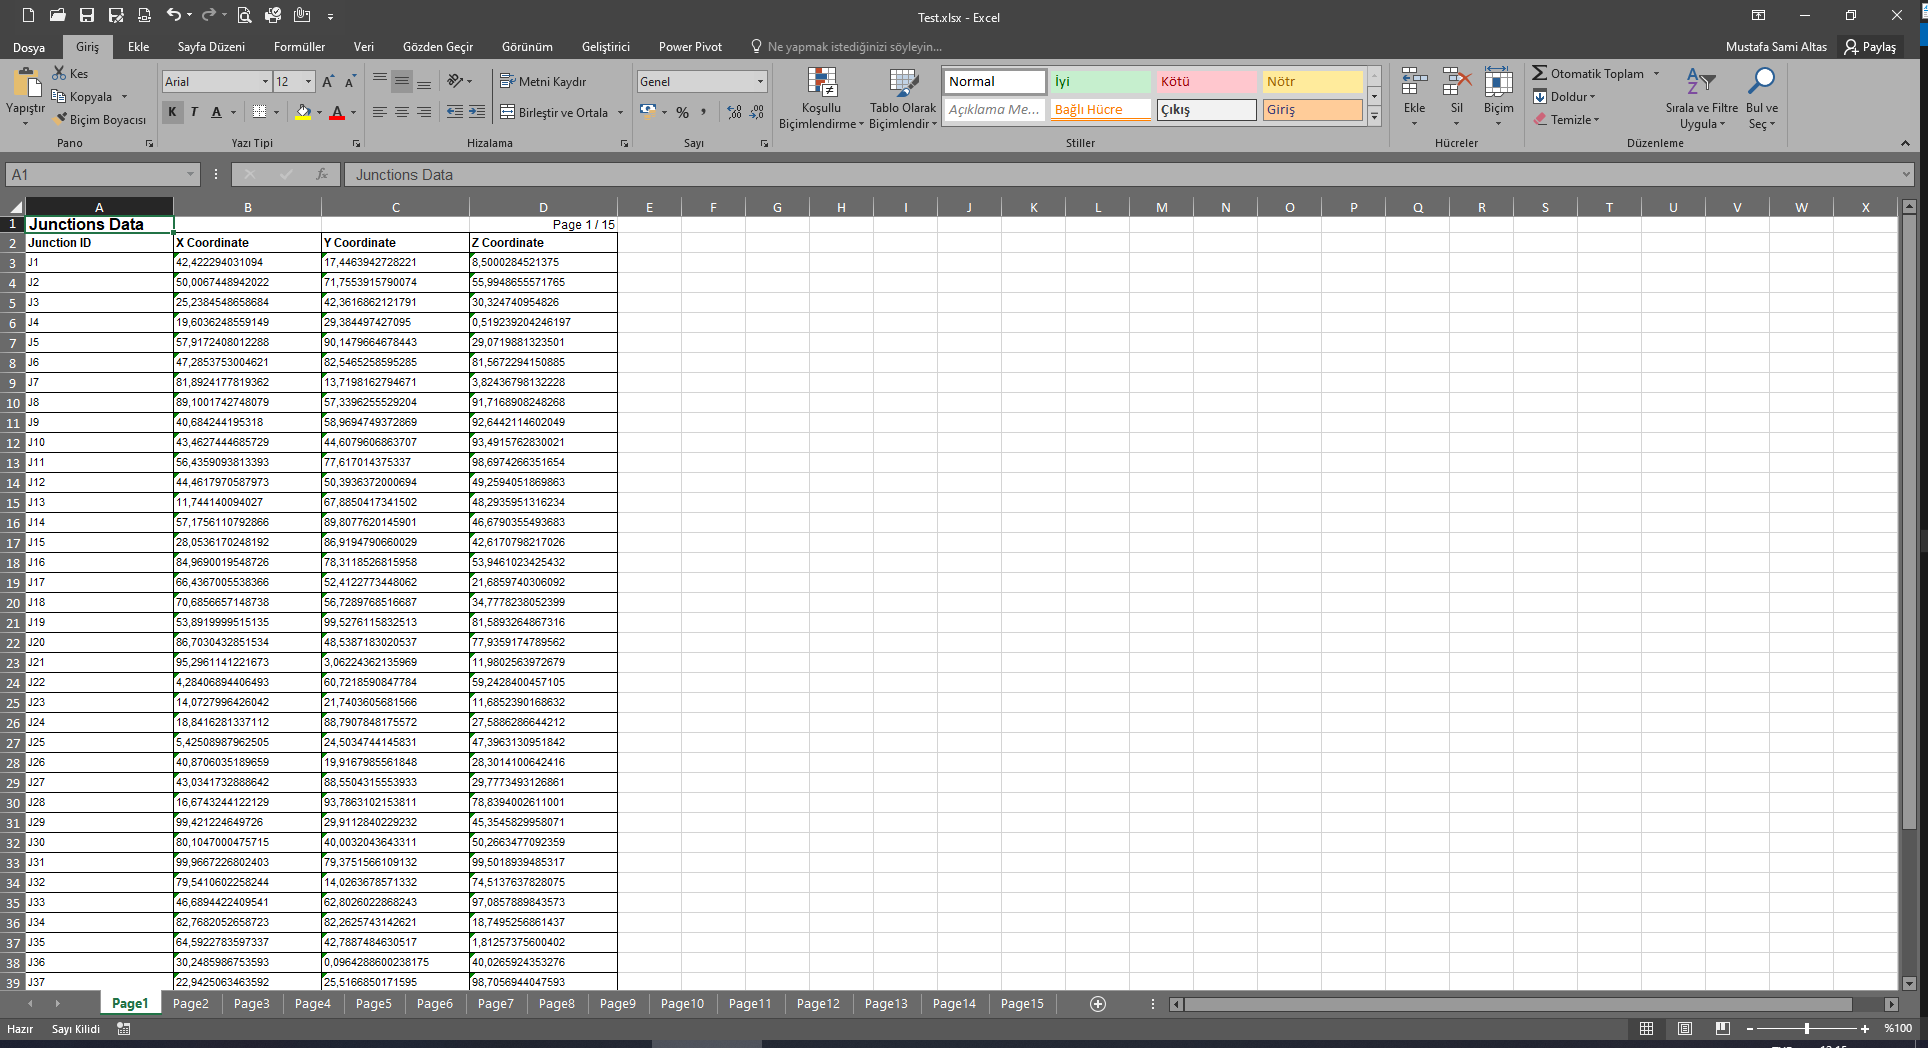 Test.xlsx - Excel
Dosya Giriş Ekle Sayfa Düzeni Formüller Veri Gözden Geçir Görünüm Geliştirici Power Pivot Ne yapmak istediğinizi söyleyin... Mustafa Sami Altas Paylaş
Yapıştır
Kes
Kopyala
Biçim Boyacısı
Pano
Arial 12
K T A
Yazı Tipi
Metni Kaydır
Birleştir ve Ortala
Hizalama
Genel
%
Sayı
Koşullu Biçimlendirme
Tablo Olarak Biçimlendir
Normal İyi Kötü Nötr
Açıklama Me... Bağlı Hücre Çıkış Giriş
Stiller
Ekle Sil Biçim
Hücreler
Otomatik Toplam
Doldur
Temizle
Sırala ve Filtre Uygula
Bul ve Seç
Düzenleme
A1 fx Junctions Data
A B C D E F G H I J K L M N O P Q R S T U V W X
1 Junctions Data Page 1 / 15
2 Junction ID X Coordinate Y Coordinate Z Coordinate
3 J1 42,422294031094 17,4463942728221 8,5000284521375
4 J2 50,0067448942022 71,7553915790074 55,9948655571765
5 J3 25,2384548658684 42,3616862121791 30,324740954826
6 J4 19,6036248559149 29,384497427095 0,519239204246197
7 J5 57,9172408012288 90,1479664678443 29,0719881323501
8 J6 47,2853753004621 82,5465258595285 81,5672294150885
9 J7 81,8924177819362 13,7198162794671 3,82436798132228
10 J8 89,1001742748079 57,3396255529204 91,7168908248268
11 J9 40,684244195318 58,9694749372869 92,6442114602049
12 J10 43,4627444685729 44,6079606863707 93,4915762830021
13 J11 56,4359093813393 77,617014375337 98,6974266351654
14 J12 44,4617970587973 50,3936372000694 49,2594051869863
15 J13 11,744140094027 67,8850417341502 48,2935951316234
16 J14 57,1756110792866 89,8077620145901 46,6790355493683
17 J15 28,0536170248192 86,9194790660029 42,6170798217026
18 J16 84,9690019548726 78,3118526815958 53,9461023425432
19 J17 66,4367005538366 52,4122773448062 21,6859740306092
20 J18 70,6856657148738 56,7289768516687 34,7778238052399
21 J19 53,8919999515135 99,5276115832513 81,5893264867316
22 J20 86,7030432851534 48,5387183020537 77,9359174789562
23 J21 95,2961141221673 3,06224362135969 11,9802563972679
24 J22 4,28406894406493 60,7218590847784 59,2428400457105
25 J23 14,0727996426042 21,7403605681566 11,6852390168632
26 J24 18,8416281337112 88,7907848175572 27,5886286644212
27 J25 5,42508987962505 24,5034744145831 47,3963130951842
28 J26 40,8706035189659 19,9167985561848 28,3014100642416
29 J27 43,0341732888642 88,5504315553933 29,7773493126861
30 J28 16,6743244122129 93,7863102153811 78,8394002611001
31 J29 99,421224649726 29,9112840229232 45,3545829958071
32 J30 80,1047000475715 40,0032043643311 50,2663477092359
33 J31 99,9667226802403 79,3751566109132 99,5018939485317
34 J32 79,5410602258244 14,0263678571332 74,5137637828075
35 J33 46,6894422409541 62,8026022868243 97,0857889843573
36 J34 82,7682052658723 82,2625743142621 18,7495256861437
37 J35 64,5922783597337 42,7887484630517 1,81257375600402
38 J36 30,2485986753593 0,0964288600238175 40,0265924353276
39 J37 22,9425063463592 25,5166850171595 98,7056944047593
Page1 Page2 Page3 Page4 Page5 Page6 Page7 Page8 Page9 Page10 Page11 Page12 Page13 Page14 Page15
Hazır Sayı Kilidi %100